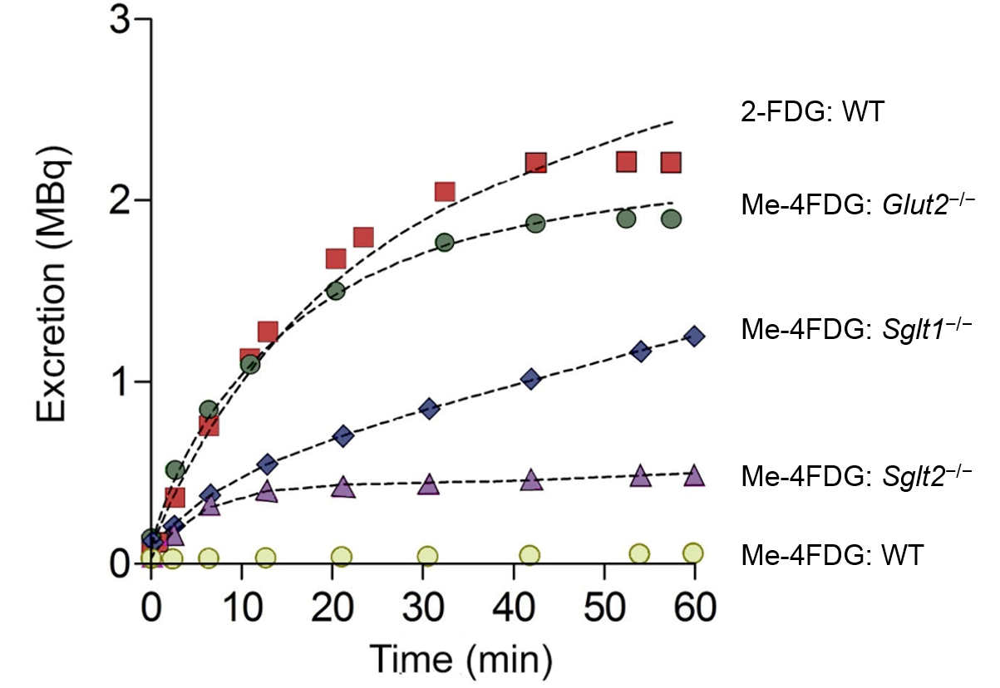 3
2
1
0
Excretion (MBq)
0 10 20 30 40 50 60
Time (min)
2-FDG: WT
Me-4FDG: Glut2−/−
Me-4FDG: Sglt1−/−
Me-4FDG: Sglt2−/−
Me-4FDG: WT